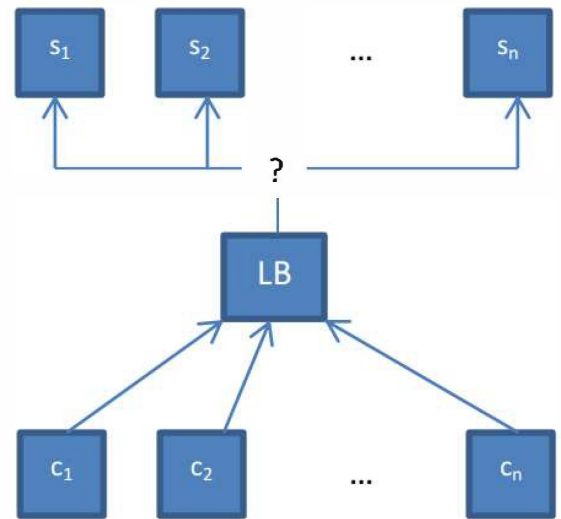 s₁ s₂ ... sₙ
?
LB
c₁ c₂ ... cₙ